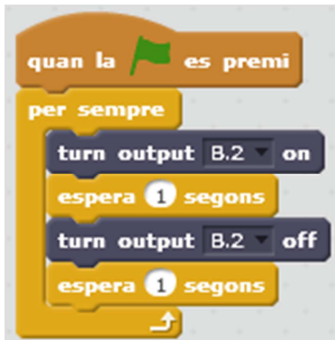 quan la es premi
per sempre
turn output B.2 on
espera 1 segons
turn output B.2 off
espera 1 segons